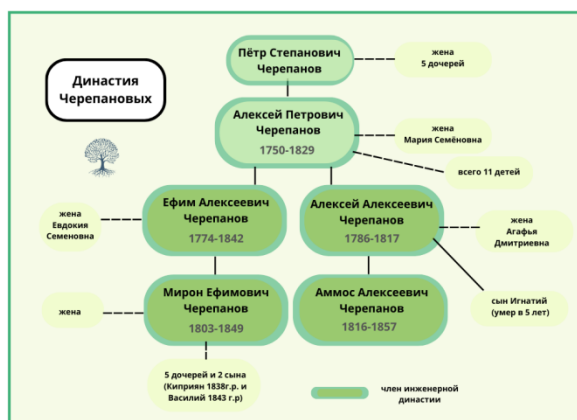 Династия
Черепановых
Пётр Степанович
Черепанов
жена
5 дочерей
Алексей Петрович
Черепанов
1750-1829
жена
Мария Семёновна
всего 11 детей
Ефим Алексеевич
Черепанов
1774-1842
жена
Евдокия
Семеновна
Алексей Алексеевич
Черепанов
1786-1817
жена
Агафья
Дмитриевна
Мирон Ефимович
Черепанов
1803-1849
жена
Аммос Алексеевич
Черепанов
1816-1857
сын Игнатий
(умер в 5 лет)
5 дочерей и 2 сына
(Киприян 1838г.р. и
Василий 1843 г.р)
член инженерной
династии